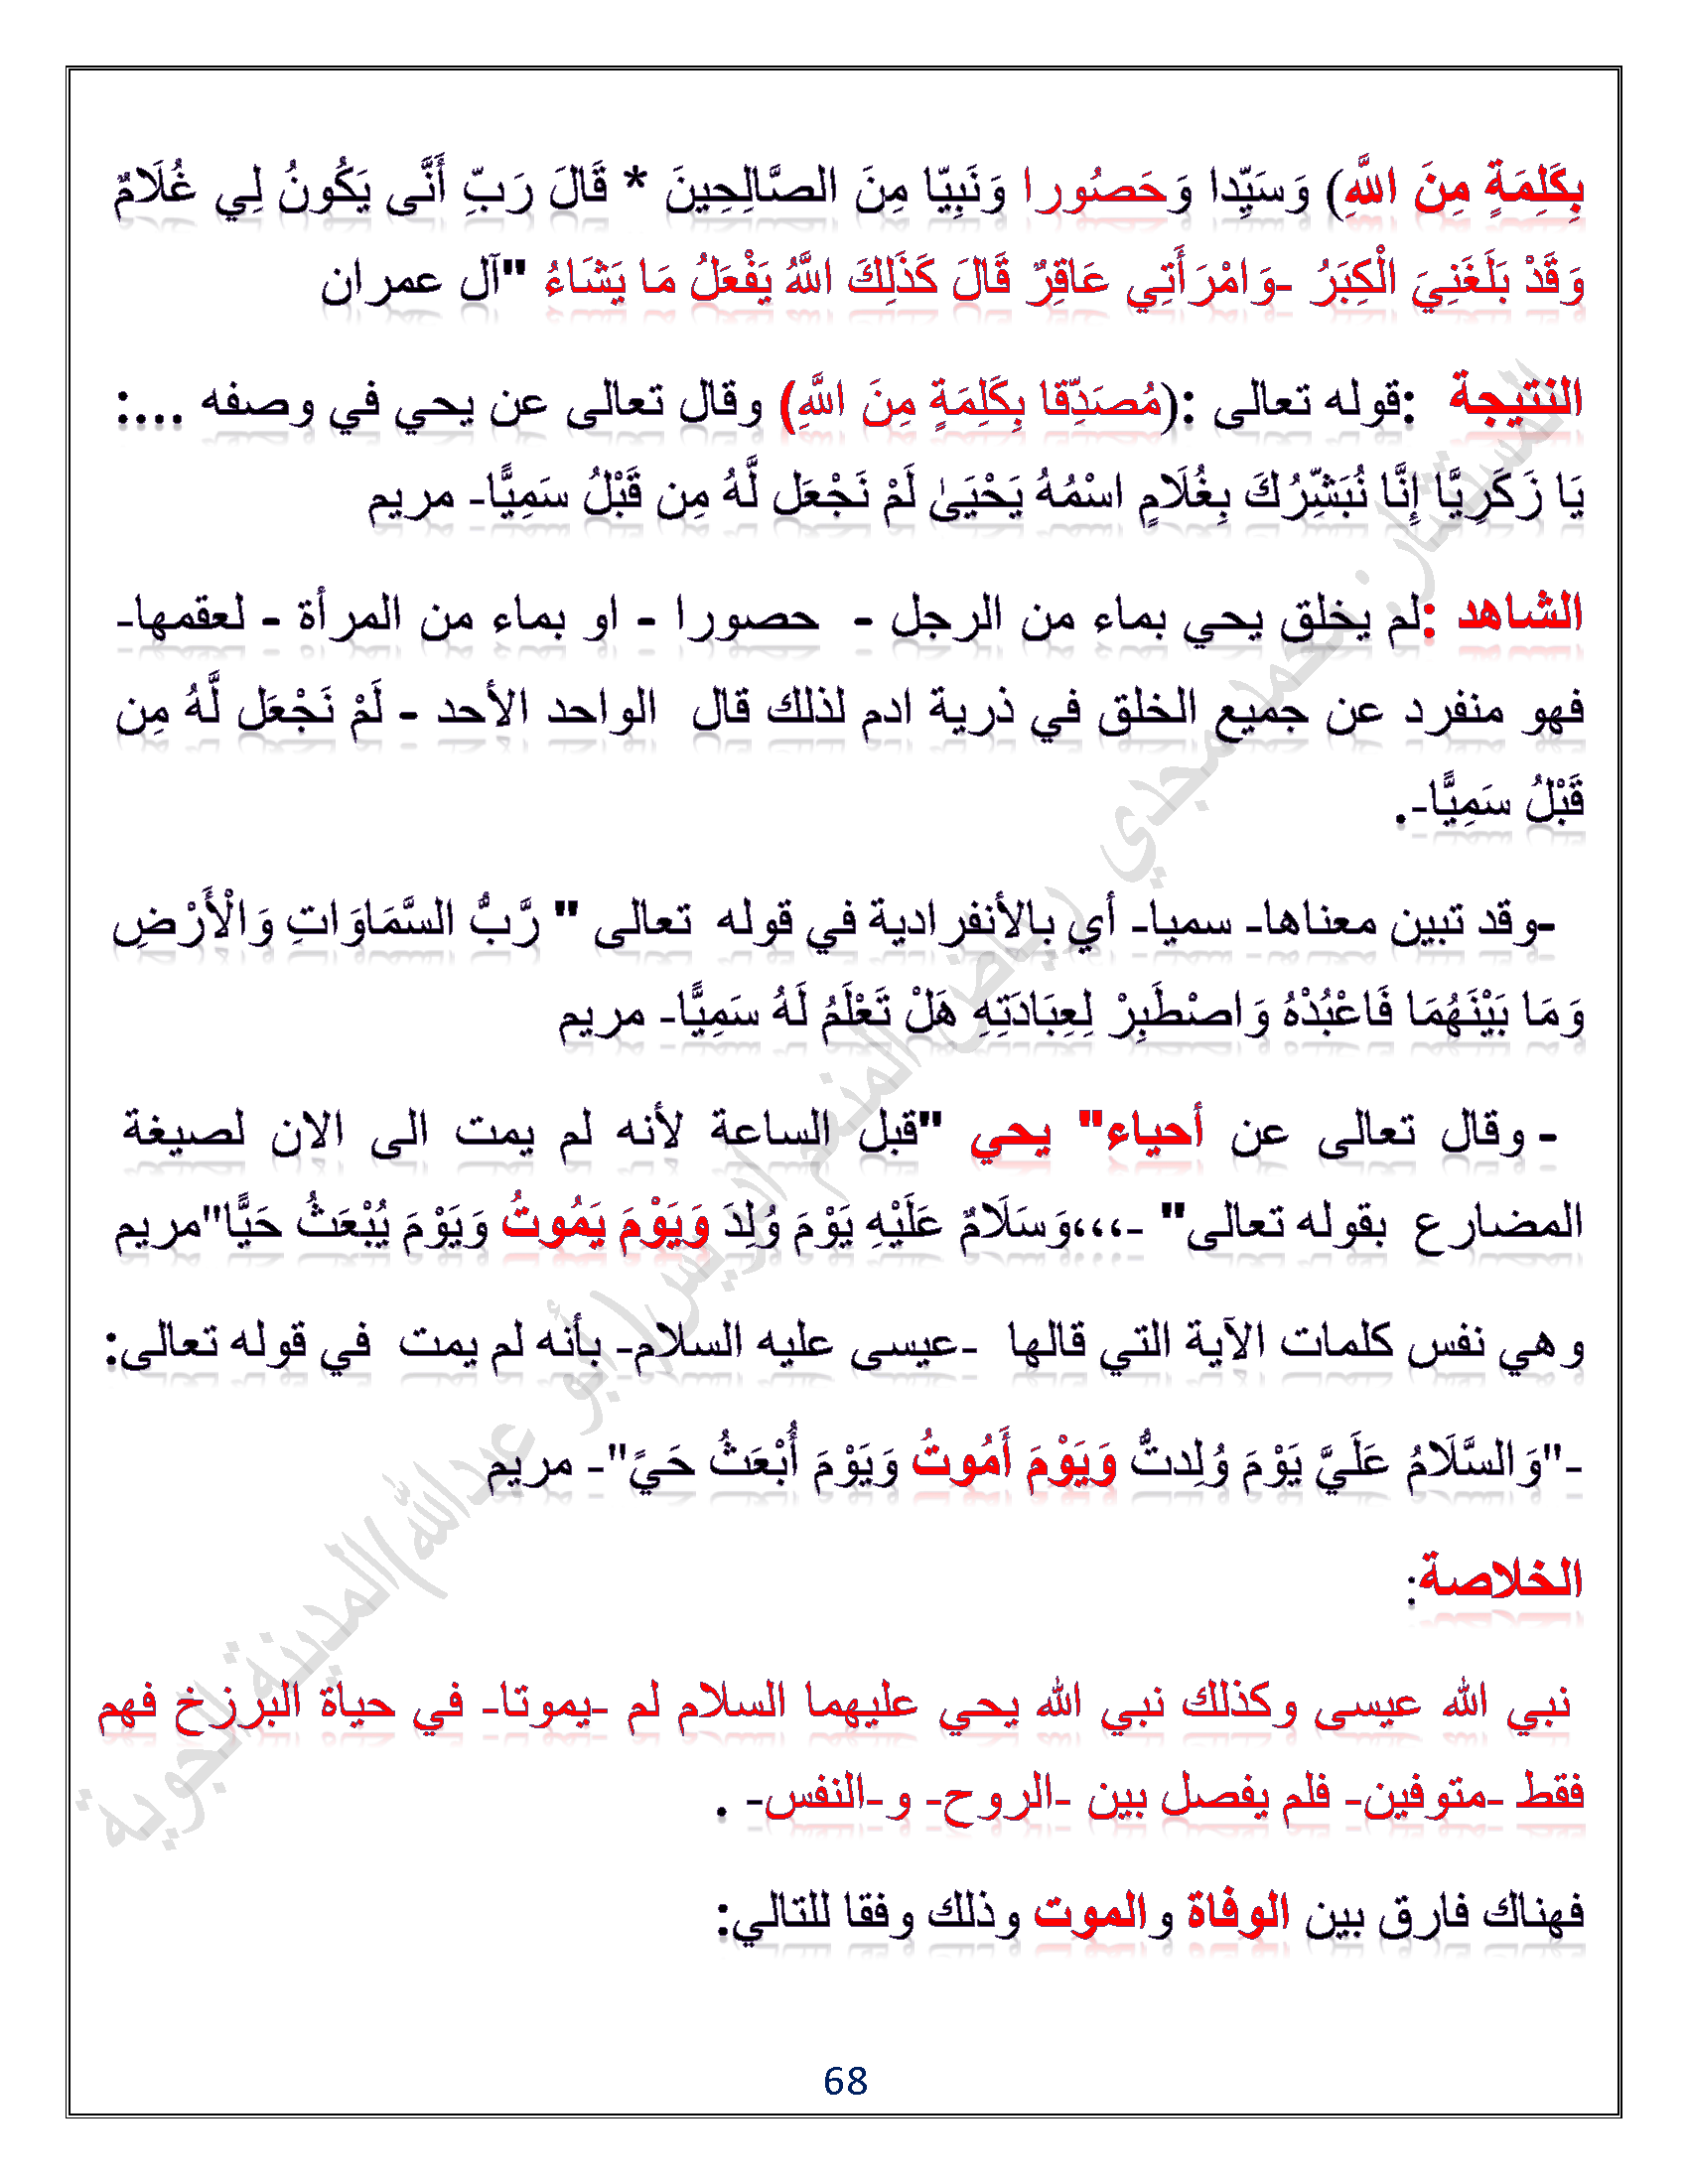 بِكَلِمَةٍ مِنَ اللَّهِ) وَسَيِّدا وَحَصُورا وَنَبِيّا مِنَ الصَّالِحِينَ * قَالَ رَبِّ أَنَّى يَكُونُ لِي غُلَامٌ
وَقَدْ بَلَغَنِيَ الْكِبَرُ -وَامْرَأَتِي عَاقِرٌ قَالَ كَذَلِكَ اللَّهُ يَفْعَلُ مَا يَشَاءُ "آل عمران
النتيجة :قوله تعالى :(مُصَدِّقا بِكَلِمَةٍ مِنَ اللَّهِ) وقال تعالى عن يحي في وصفه ...:
يَا زَكَرِيَّا إِنَّا نُبَشِّرُكَ بِغُلَامٍ اسْمُهُ يَحْيَىٰ لَمْ نَجْعَل لَّهُ مِن قَبْلُ سَمِيًّا- مريم
الشاهد :لم يخلق يحي بماء من الرجل - حصورا - او بماء من المرأة - لعقمها-
فهو منفرد عن جميع الخلق في ذرية ادم لذلك قال الواحد الأحد - لَمْ نَجْعَل لَّهُ مِن
قَبْلُ سَمِيًّا-.
-وقد تبين معناها- سميا- أي بالأنفرادية في قوله تعالى " رَّبُّ السَّمَاوَاتِ وَالْأَرْضِ
وَمَا بَيْنَهُمَا فَاعْبُدْهُ وَاصْطَبِرْ لِعِبَادَتِهِ هَلْ تَعْلَمُ لَهُ سَمِيًّا- مريم
- وقال تعالى عن أحياء" يحي "قبل الساعة لأنه لم يمت الى الان لصيغة
المضارع بقوله تعالى" -،،،وَسَلَامٌ عَلَيْهِ يَوْمَ وُلِدَ وَيَوْمَ يَمُوتُ وَيَوْمَ يُبْعَثُ حَيًّا"مريم
وهي نفس كلمات الآية التي قالها -عيسى عليه السلام- بأنه لم يمت في قوله تعالى:
-"وَالسَّلَامُ عَلَيَّ يَوْمَ وُلِدتُّ وَيَوْمَ أَمُوتُ وَيَوْمَ أُبْعَثُ حَيً"- مريم
الخلاصة:
نبي الله عيسى وكذلك نبي الله يحي عليهما السلام لم -يموتا- في حياة البرزخ فهم
فقط -متوفين- فلم يفصل بين -الروح- و-النفس- .
فهناك فارق بين الوفاة والموت وذلك وفقا للتالي:
68